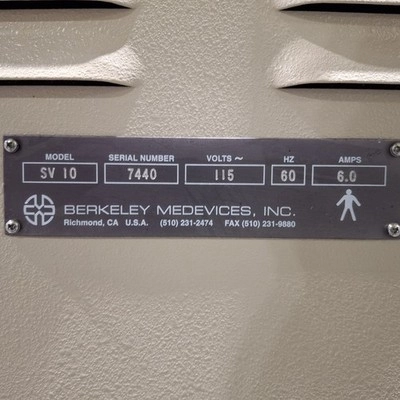 MODEL SERIAL NUMBER VOLTS ~ HZ AMPS
SV 10 7440 115 60 6.0
BERKELEY MEDEVICES, INC.
Richmond, CA U.S.A. (510) 231-2474 FAX (510) 231-9880